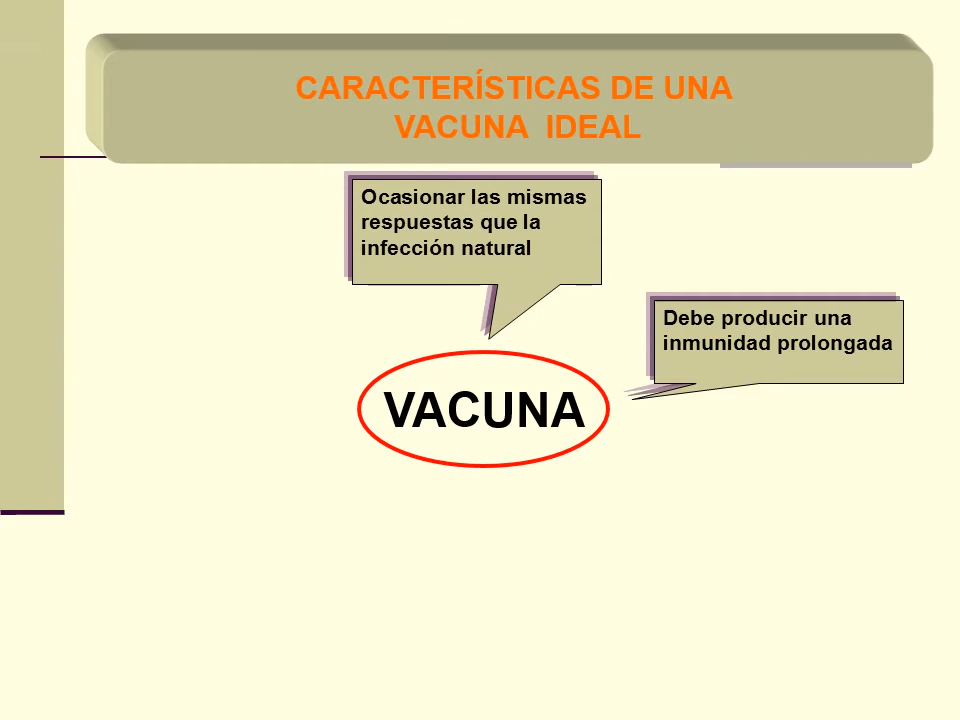 CARACTERÍSTICAS DE UNA
VACUNA IDEAL
Ocasionar las mismas
respuestas que la
infección natural
Debe producir una
inmunidad prolongada
VACUNA